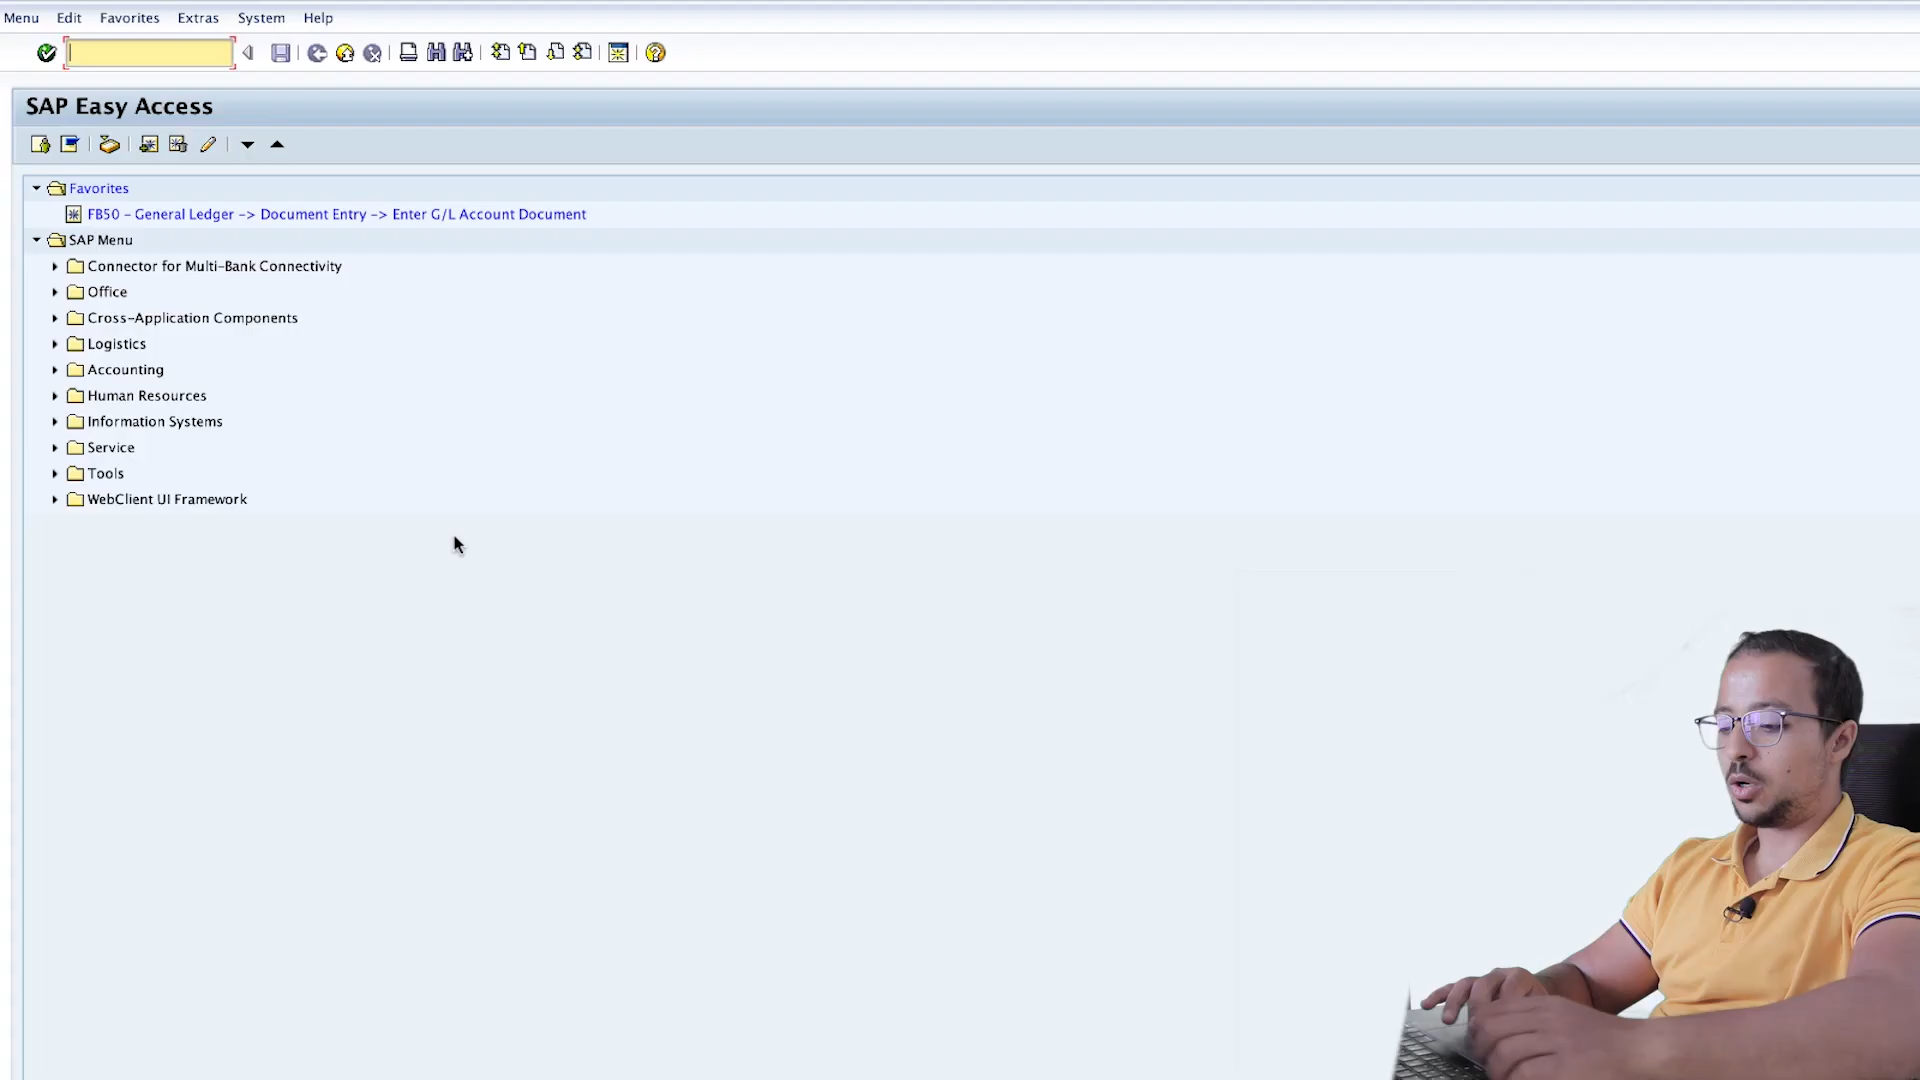 Menu Edit Favorites Extras System Help
SAP Easy Access
Favorites
FB50 - General Ledger -> Document Entry -> Enter G/L Account Document
SAP Menu
Connector for Multi-Bank Connectivity
Office
Cross-Application Components
Logistics
Accounting
Human Resources
Information Systems
Service
Tools
WebClient UI Framework